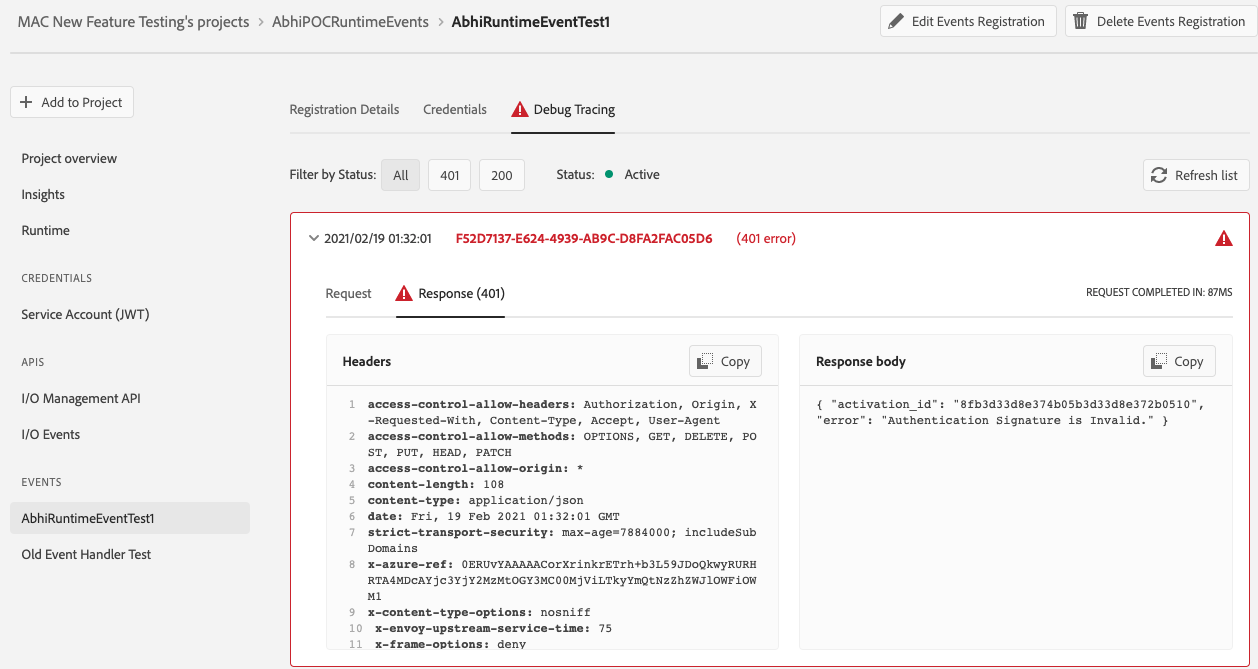 MAC New Feature Testing's projects > AbhiPOCRuntimeEvents > AbhiRuntimeEventTest1
Edit Events Registration
Delete Events Registration
+ Add to Project
Project overview
Insights
Runtime
CREDENTIALS
Service Account (JWT)
APIS
I/O Management API
I/O Events
EVENTS
AbhiRuntimeEventTest1
Old Event Handler Test
Registration Details Credentials Debug Tracing
Filter by Status: All 401 200 Status: Active
Refresh list
2021/02/19 01:32:01 F52D7137-E624-4939-AB9C-D8FA2FAC05D6 (401 error)
Request Response (401)
REQUEST COMPLETED IN: 87MS
Headers
Copy
1 access-control-allow-headers: Authorization, Origin, X
-Requested-With, Content-Type, Accept, User-Agent
2 access-control-allow-methods: OPTIONS, GET, DELETE, PO
ST, PUT, HEAD, PATCH
3 access-control-allow-origin: *
4 content-length: 108
5 content-type: application/json
6 date: Fri, 19 Feb 2021 01:32:01 GMT
7 strict-transport-security: max-age=7884000; includeSub
Domains
8 x-azure-ref: 0ERUvYAAAAACorXrinkrETrh+b3L59JDoQkwyRURH
RTA4MDcAYjc3YjY2MzMtOGY3MC00MjViLTkyYmQtNzZhZWJlOWFiOW
M1
9 x-content-type-options: nosniff
10 x-envoy-upstream-service-time: 75
11 x-frame-options: deny
Response body
Copy
{ "activation_id": "8fb3d33d8e374b05b3d33d8e372b0510",
"error": "Authentication Signature is Invalid." }